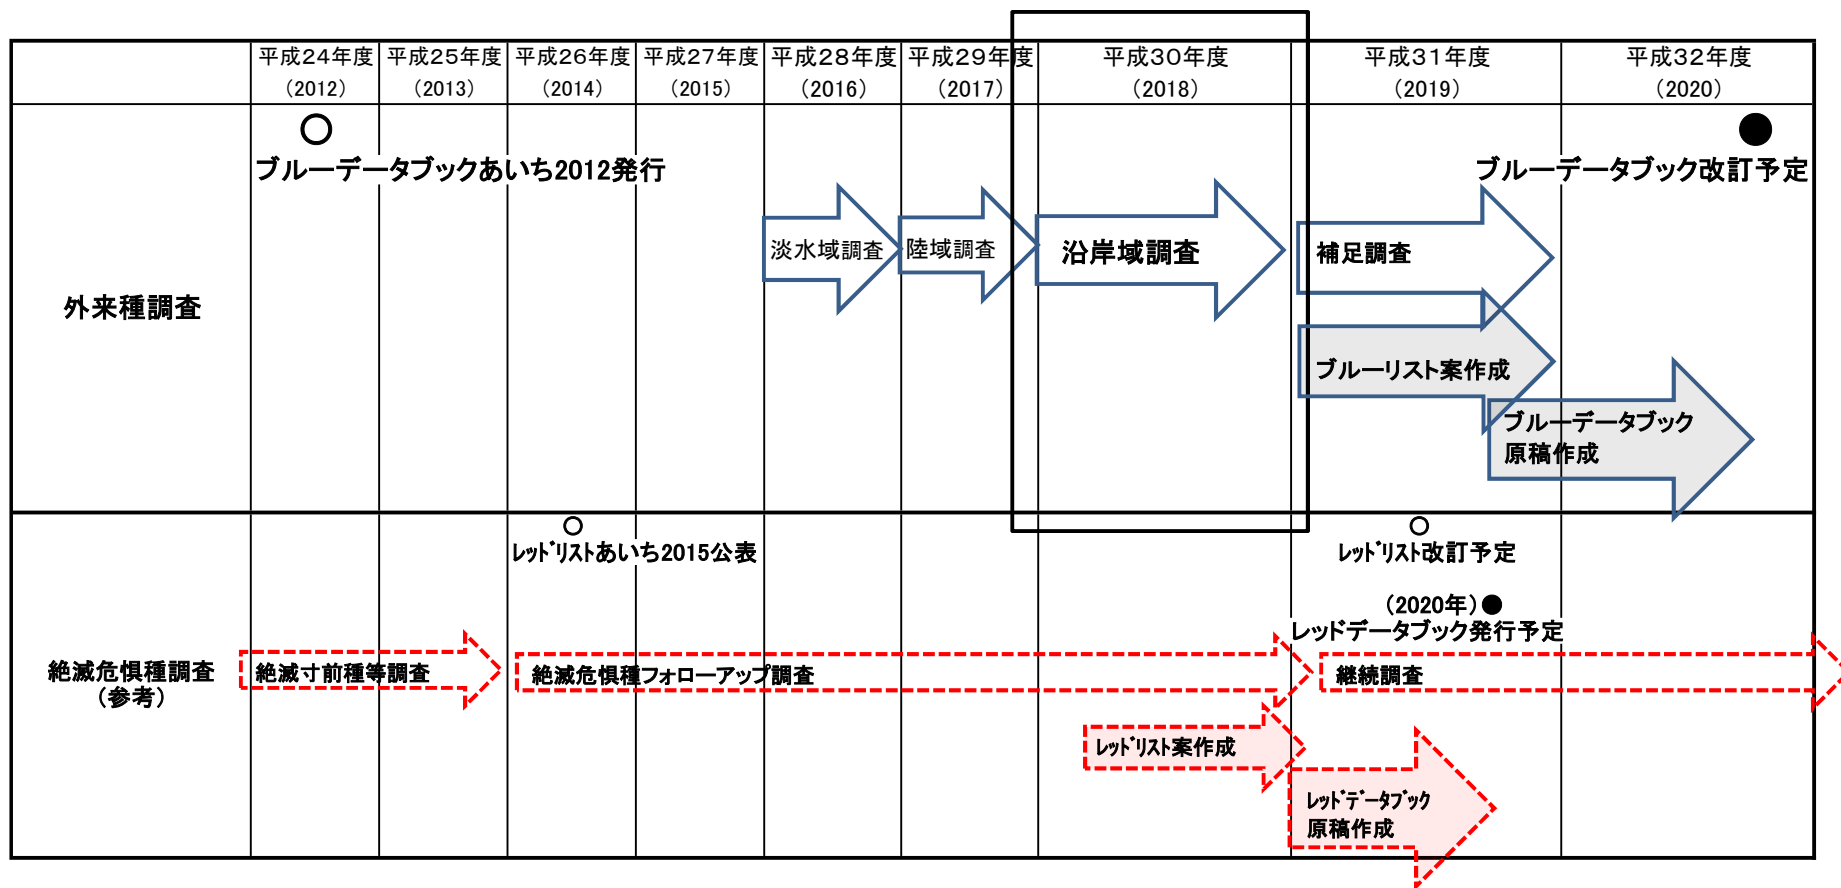 平成24年度
（2012）
平成25年度
（2013）
平成26年度
（2014）
平成27年度
（2015）
平成28年度
（2016）
平成29年度
（2017）
平成30年度
（2018）
平成31年度
（2019）
平成32年度
（2020）
外来種調査
ブルーデータブックあいち2012発行
ブルーデータブック改訂予定
淡水域調査
陸域調査
沿岸域調査
補足調査
ブルーリスト案作成
ブルーデータブック
原稿作成
絶滅危惧種調査
（参考）
レッドリストあいち2015公表
レッドリスト改訂予定
（2020年）●
レッドデータブック発行予定
絶滅寸前種等調査
絶滅危惧種フォローアップ調査
継続調査
レッドリスト案作成
レッドデータブック
原稿作成